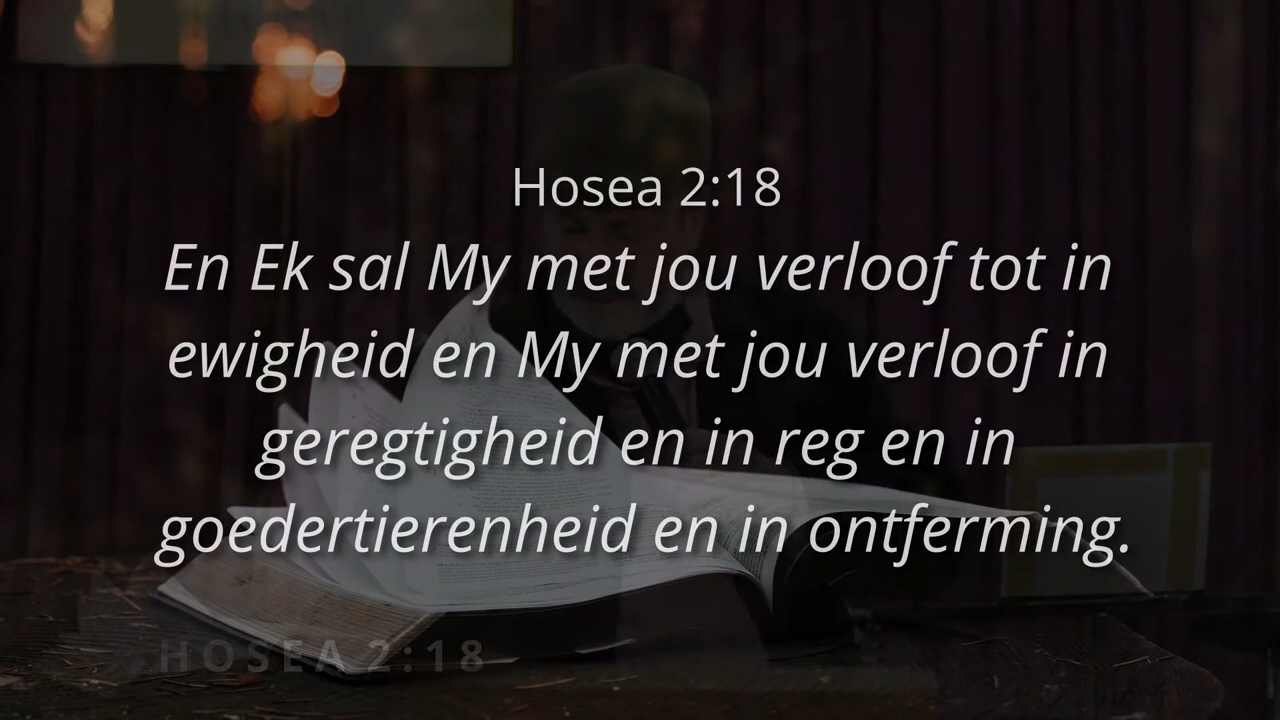 Hosea 2:18
En Ek sal My met jou verloof tot in
ewigheid en My met jou verloof in
geregtigheid en in reg en in
goedertierenheid en in ontferming.
HOSEA 2:18